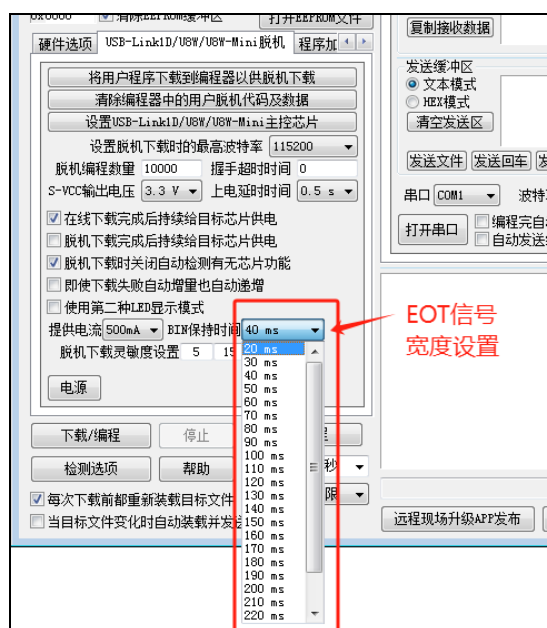 0x0000 清除EEPROM缓冲区 打开EEPROM文件
硬件选项 USB-Link1D/U8W/U8W-Mini脱机 程序加
将用户程序下载到编程器以供脱机下载
清除编程器中的用户脱机代码及数据
设置USB-Link1D/U8W/U8W-Mini主控芯片
设置脱机下载时的最高波特率 115200
脱机编程数量 10000 握手超时时间 0
S-VCC输出电压 3.3 V 上电延时时间 0.5 s
在线下载完成后持续给目标芯片供电
脱机下载完成后持续给目标芯片供电
脱机下载时关闭自动检测有无芯片功能
即使下载失败自动增量也自动递增
使用第二种LED显示模式
提供电流 500mA BIN保持时间 40 ms
脱机下载灵敏度设置 5 15
电源
20 ms
30 ms
40 ms
50 ms
60 ms
70 ms
80 ms
90 ms
100 ms
110 ms
120 ms
130 ms
140 ms
150 ms
160 ms
170 ms
180 ms
190 ms
200 ms
210 ms
220 ms
下载/编程 停止
检测选项 帮助 秒
每次下载前都重新装载目标文件 限
当目标文件变化时自动装载并发
复制接收数据
发送缓冲区
文本模式
HEX模式
清空发送区
发送文件 发送回车 发
串口 COM1 波特
打开串口 编程完自
自动发送
EOT信号
宽度设置
远程现场升级APP发布